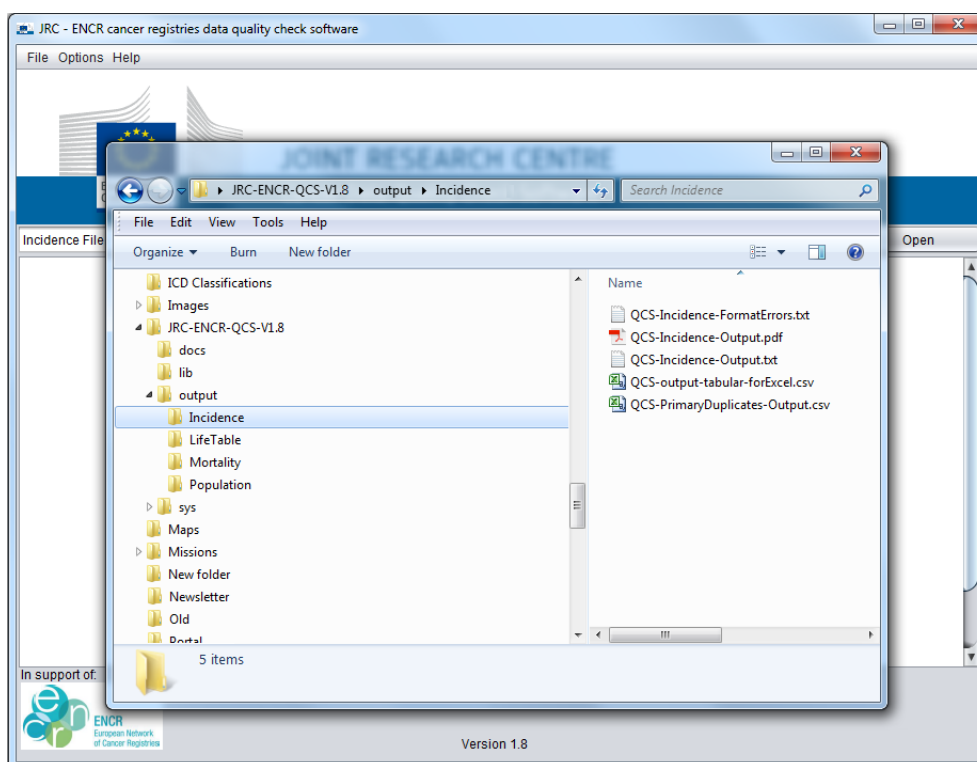 JRC - ENCR cancer registries data quality check software
File Options Help
JOINT RESEARCH CENTRE
JRC-ENCR-QCS-V1.8 output Incidence
Search Incidence
File Edit View Tools Help
Incidence File
Open
Organize Burn New folder
ICD Classifications
Images
JRC-ENCR-QCS-V1.8
docs
lib
output
Incidence
LifeTable
Mortality
Population
sys
Maps
Missions
New folder
Newsletter
Old
Portal
Name
QCS-Incidence-FormatErrors.txt
QCS-Incidence-Output.pdf
QCS-Incidence-Output.txt
QCS-output-tabular-forExcel.csv
QCS-PrimaryDuplicates-Output.csv
5 items
In support of:
encr
ENCR
European Network
of Cancer Registries
Version 1.8